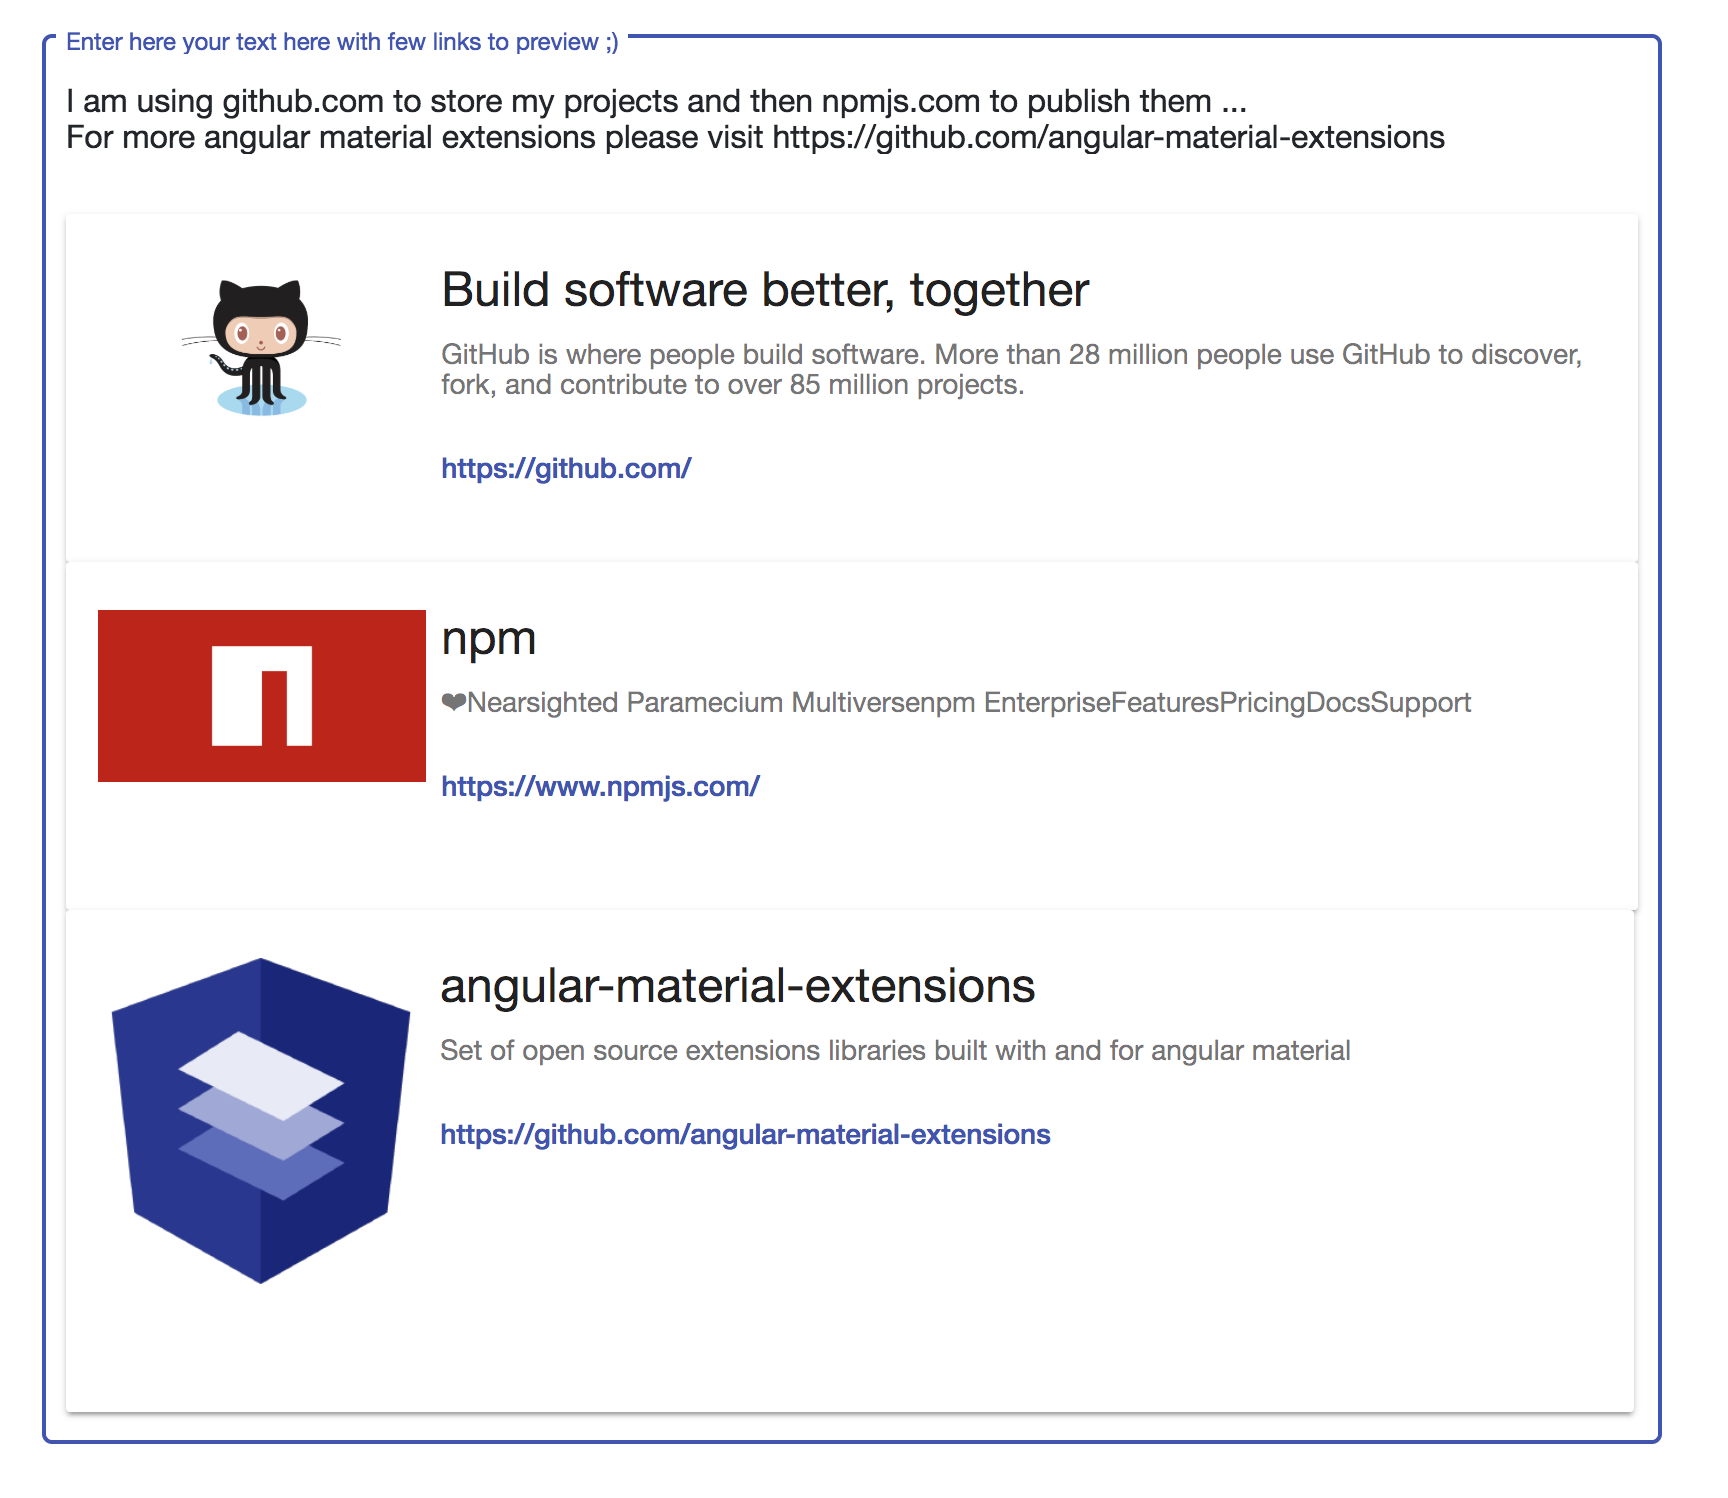 Enter here your text here with few links to preview ;)
I am using github.com to store my projects and then npmjs.com to publish them ...
For more angular material extensions please visit https://github.com/angular-material-extensions
Build software better, together
GitHub is where people build software. More than 28 million people use GitHub to discover,
fork, and contribute to over 85 million projects.
https://github.com/
npm
❤Nearsighted Paramecium Multiversenpm EnterpriseFeaturesPricingDocsSupport
https://www.npmjs.com/
angular-material-extensions
Set of open source extensions libraries built with and for angular material
https://github.com/angular-material-extensions